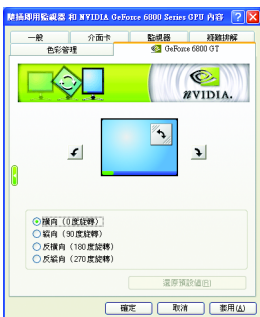 隨插即用監視器 和 NVIDIA GeForce 6800 Series GPU 內容
一般 介面卡 監視器 疑難排解
色彩管理 GeForce 6800 GT
NVIDIA.
橫向 (0度旋轉)
縱向 (90度旋轉)
反橫向 (180度旋轉)
反縱向 (270度旋轉)
還原預設值(R)
確定 取消 套用(A)